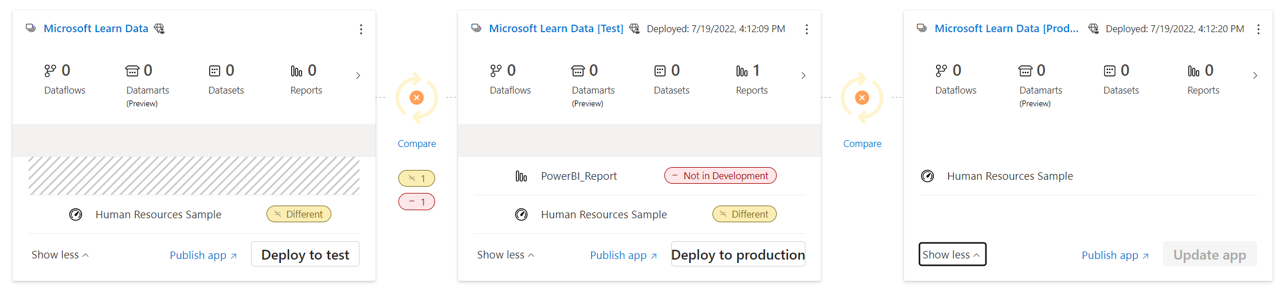 Microsoft Learn Data
0
Dataflows
0
Datamarts
(Preview)
0
Datasets
0
Reports
Human Resources Sample
Different
Show less
Publish app
Deploy to test
Compare
1
1
Microsoft Learn Data [Test]
Deployed: 7/19/2022, 4:12:09 PM
0
Dataflows
0
Datamarts
(Preview)
0
Datasets
1
Reports
PowerBI_Report
Not in Development
Human Resources Sample
Different
Show less
Publish app
Deploy to production
Compare
Microsoft Learn Data [Prod...
Deployed: 7/19/2022, 4:12:20 PM
0
Dataflows
0
Datamarts
(Preview)
0
Datasets
0
Reports
Human Resources Sample
Show less
Publish app
Update app